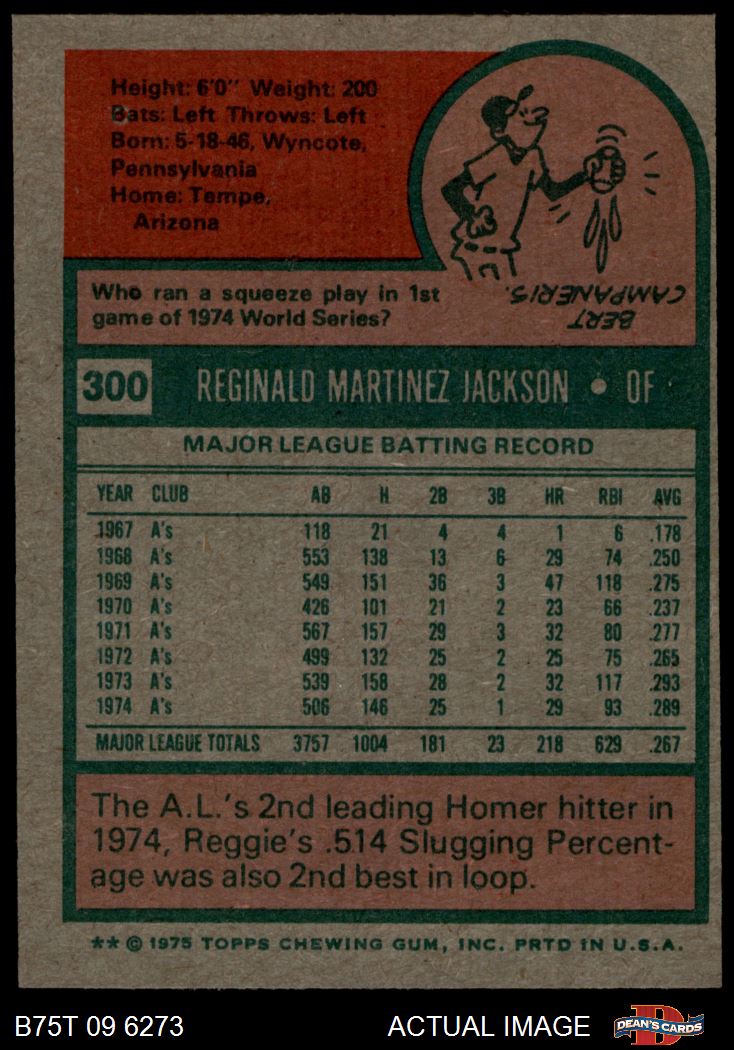 Height: 6'0" Weight: 200
Bats: Left Throws: Left
Born: 5-18-46, Wyncote,
Pennsylvania
Home: Tempe,
Arizona
Who ran a squeeze play in 1st
game of 1974 World Series?
BERT
CAMPANERIS.
300 REGINALD MARTINEZ JACKSON • OF
MAJOR LEAGUE BATTING RECORD
YEAR CLUB AB H 2B 3B HR RBI AVG
1967 A's 118 21 4 4 1 6 .178
1968 A's 553 138 13 6 29 74 .250
1969 A's 549 151 36 3 47 118 .275
1970 A's 426 101 21 2 23 66 .237
1971 A's 567 157 29 3 32 80 .277
1972 A's 499 132 25 2 25 75 .265
1973 A's 539 158 28 2 32 117 .293
1974 A's 506 146 25 1 29 93 .289
MAJOR LEAGUE TOTALS 3757 1004 181 23 218 629 .267
The A.L.'s 2nd leading Homer hitter in
1974, Reggie's .514 Slugging Percent-
age was also 2nd best in loop.
** © 1975 TOPPS CHEWING GUM, INC. PRTD IN U.S.A.
B75T 09 6273 ACTUAL IMAGE DEAN'S CARDS